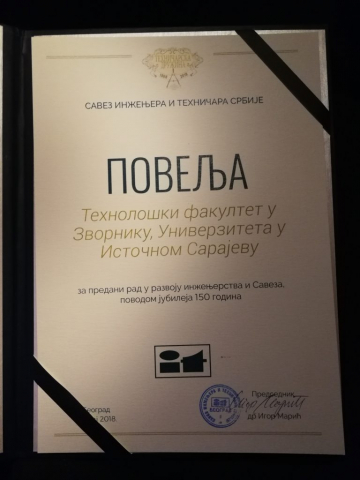 САВЕЗ ИНЖЕЊЕРА И ТЕХНИЧАРА СРБИЈЕ
ПОВЕЉА
Технолошки факултет у
Зворнику, Универзитета у
Источном Сарајеву
за предани рад у развоју инжењерства и Савеза,
поводом јубилеја 150 година
Председник
др Игор Марић
2018.